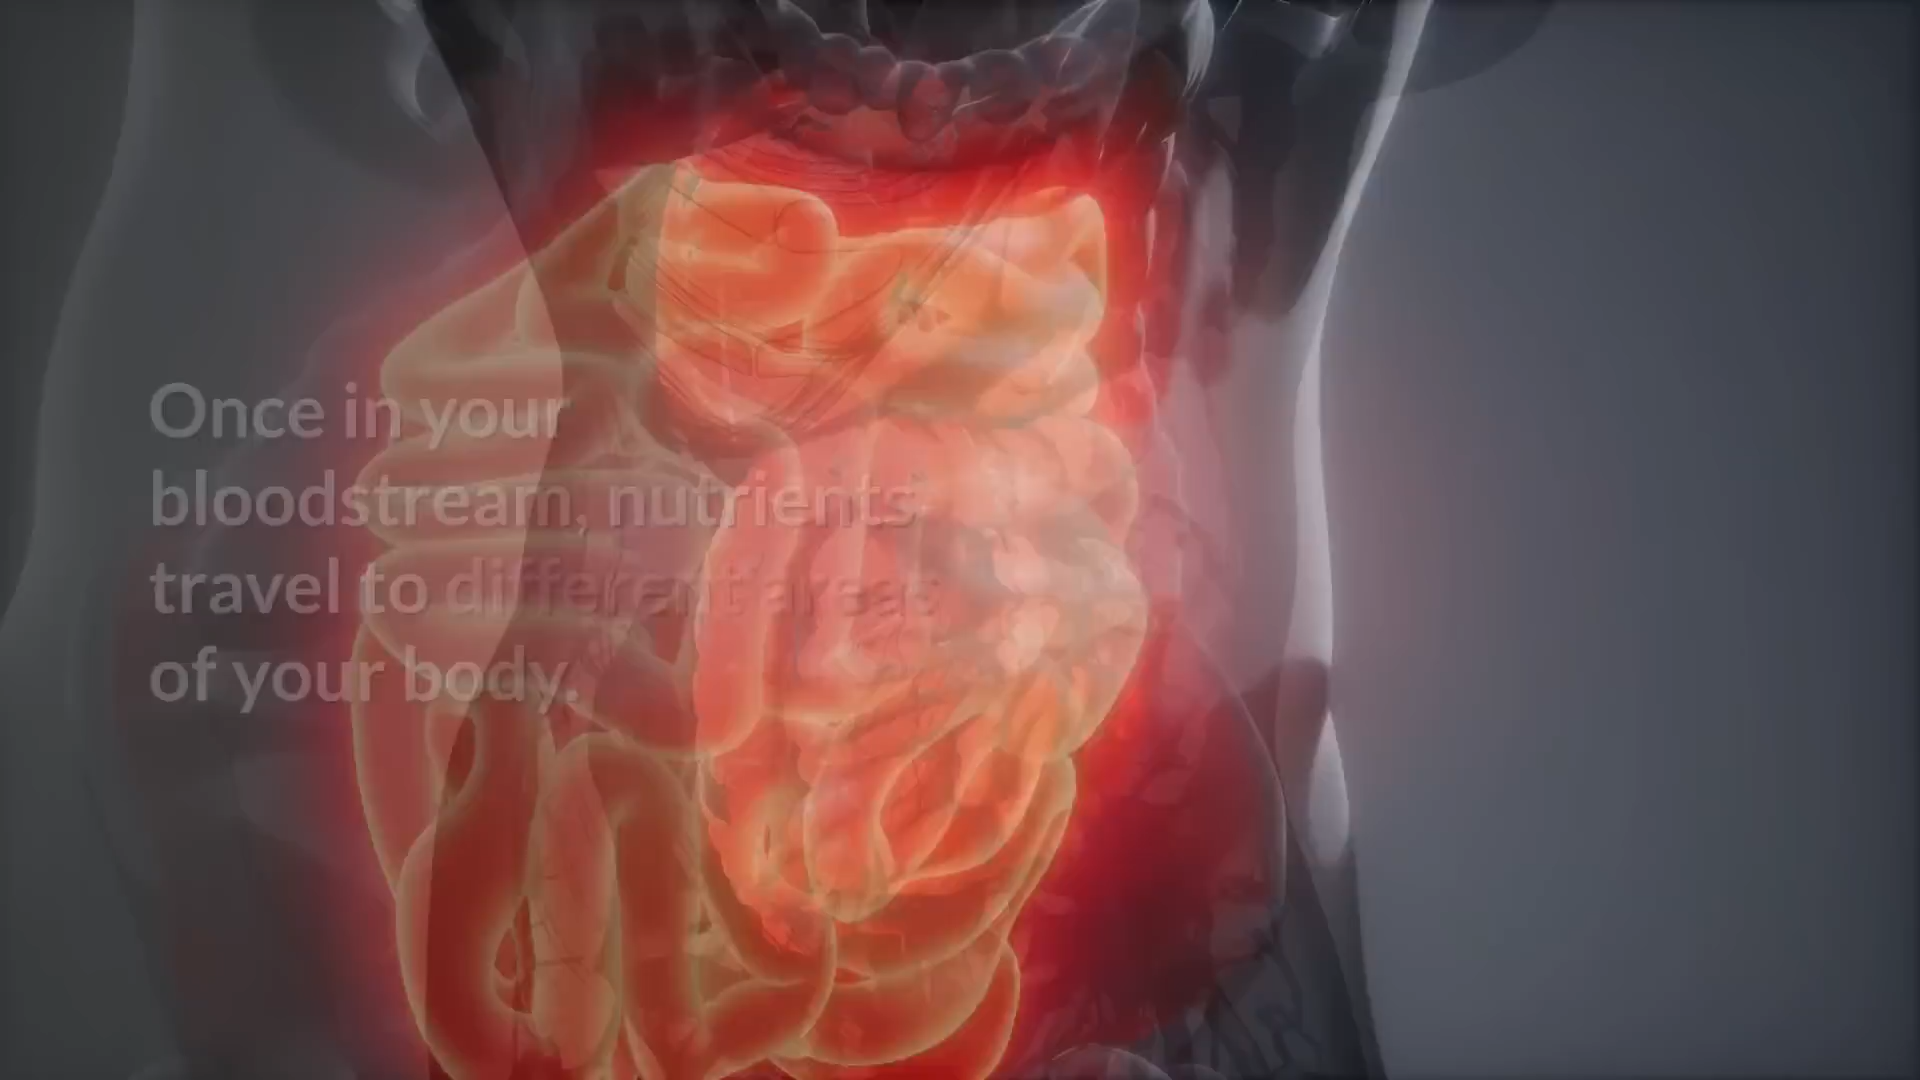 Once in your
bloodstream, nutrients
travel to different areas
of your body.